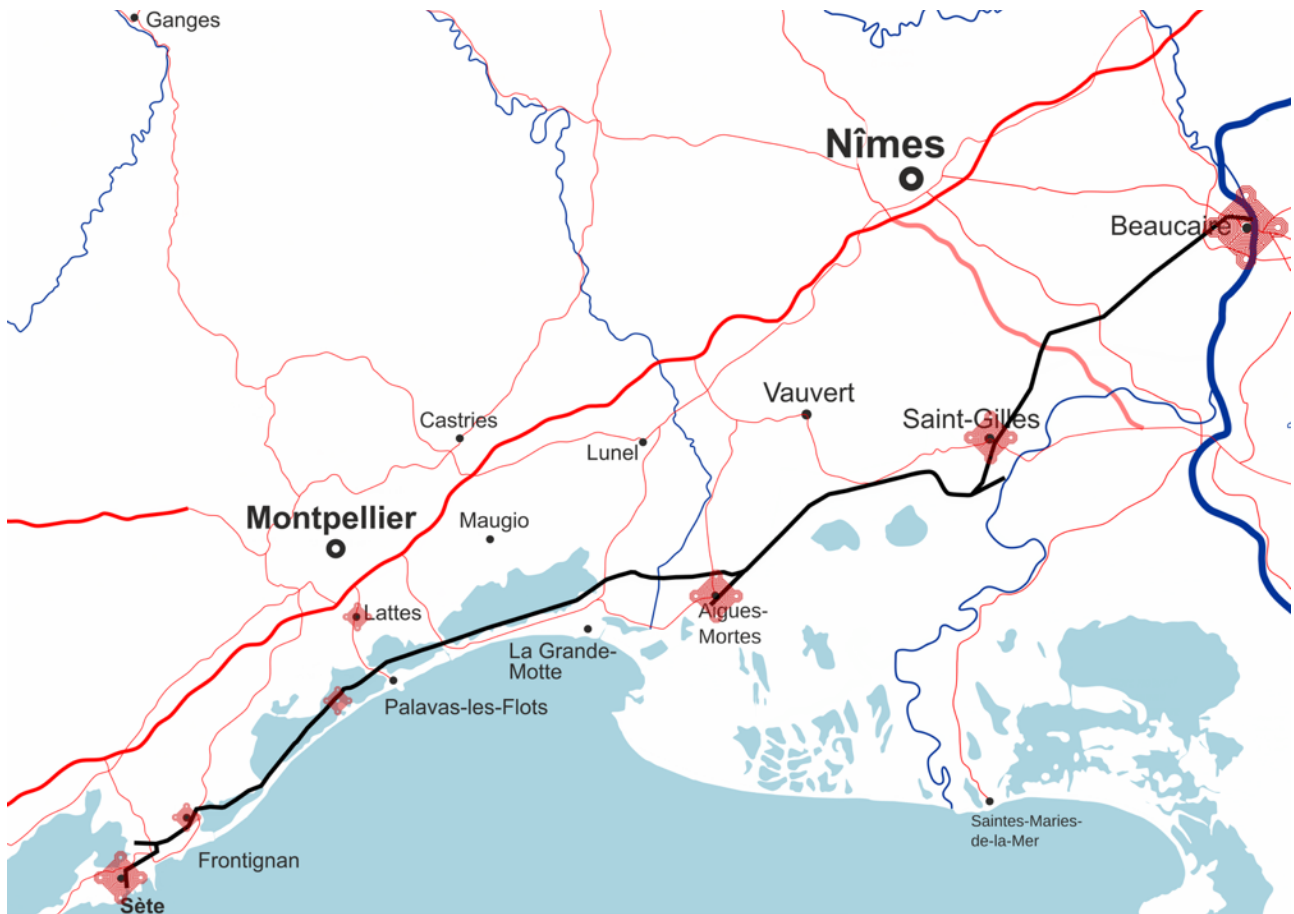 Ganges
Nîmes
Beaucaire
Vauvert
Castries
Saint-Gilles
Lunel
Montpellier
Maugio
Lattes
Aigues-
Mortes
La Grande-
Motte
Palavas-les-Flots
Saintes-Maries-
de-la-Mer
Frontignan
Sète